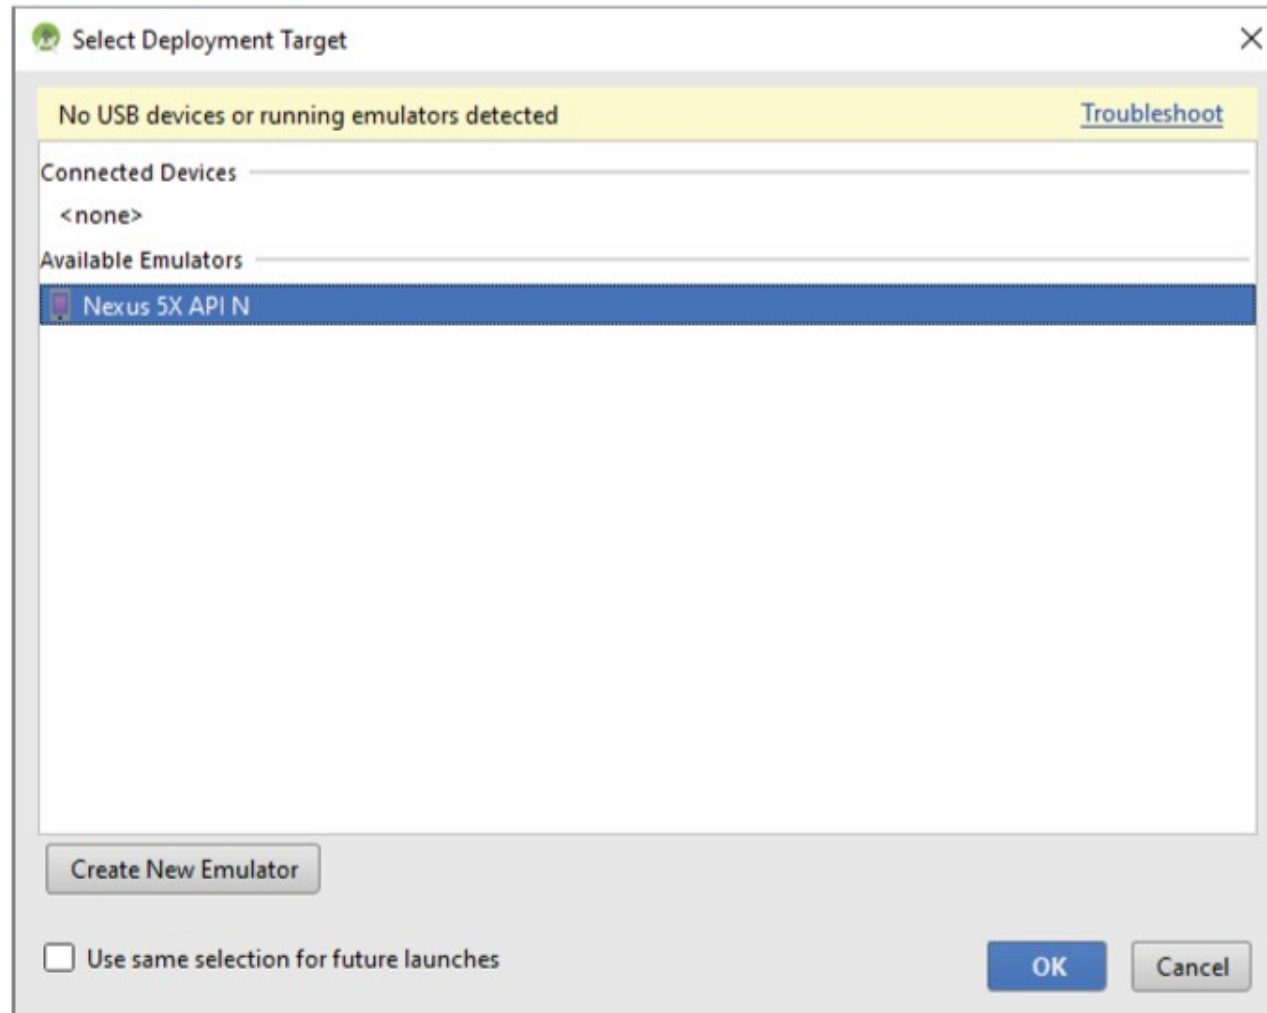 Select Deployment Target
No USB devices or running emulators detected Troubleshoot
Connected Devices
<none>
Available Emulators
Nexus 5X API N
Create New Emulator
Use same selection for future launches
OK Cancel